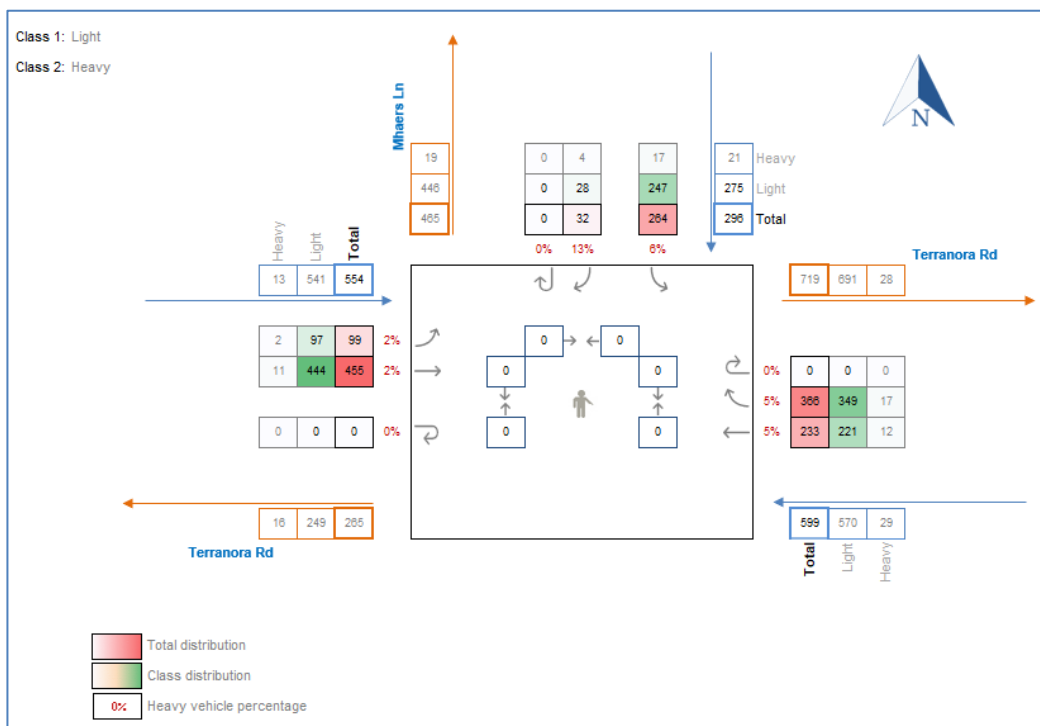 Class 1: Light
Class 2: Heavy
Mhaers Ln
N
19
446
465
0 4 17
0 28 247
0 32 264
0% 13% 6%
21 Heavy
275 Light
296 Total
Heavy Light Total
13 541 554
Terranora Rd
719 691 28
2 97 99 2%
11 444 455 2%
0 0 0 0%
0 0
0 0
0 0
0% 0 0 0
5% 366 349 17
5% 233 221 12
16 249 265
Terranora Rd
599 570 29
Total Light Heavy
Total distribution
Class distribution
0% Heavy vehicle percentage